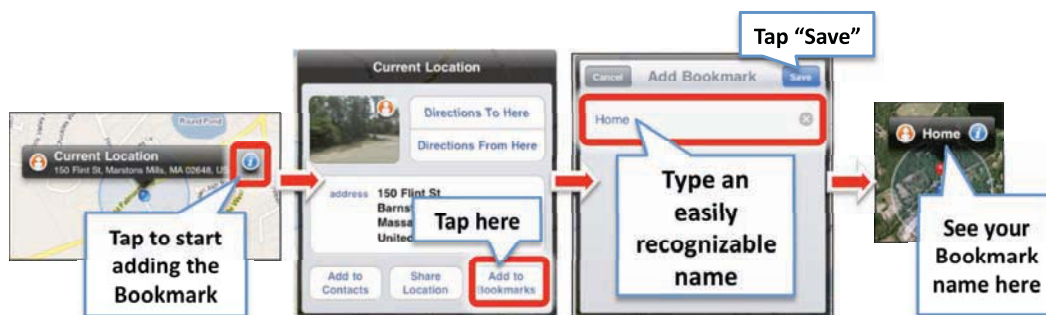 Round Pond
Current Location
150 Flint St, Marstons Mills, MA 02648, US
Tap to start
adding the
Bookmark
Current Location
Directions To Here
Directions From Here
address 150 Flint St
Barns
Massa
United
Tap here
Add to
Contacts
Share
Location
Add to
Bookmarks
Tap “Save”
Cancel Add Bookmark Save
Home
Type an
easily
recognizable
name
Home
See your
Bookmark
name here